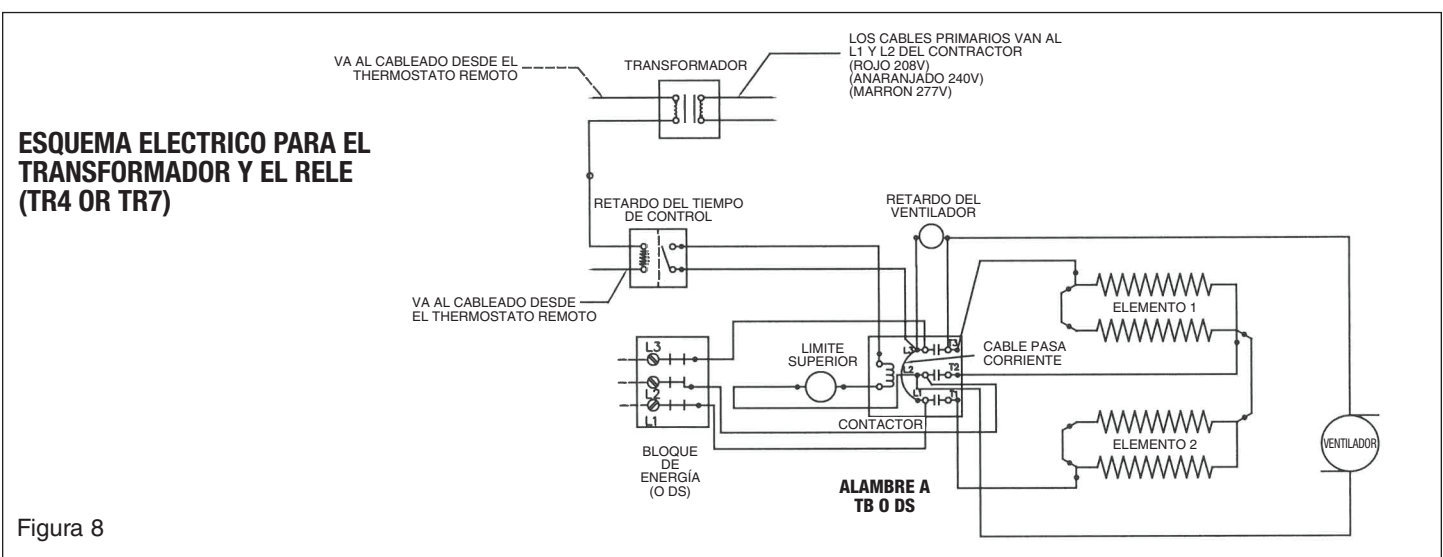 VA AL CABLEADO DESDE EL
THERMOSTATO REMOTO
TRANSFORMADOR
LOS CABLES PRIMARIOS VAN AL
L1 Y L2 DEL CONTRACTOR
(ROJO 208V)
(ANARANJADO 240V)
(MARRON 277V)
ESQUEMA ELECTRICO PARA EL
TRANSFORMADOR Y EL RELE
(TR4 OR TR7)
RETARDO DEL TIEMPO
DE CONTROL
RETARDO DEL
VENTILADOR
VA AL CABLEADO DESDE
EL THERMOSTATO REMOTO
ELEMENTO 1
L3
L2
L1
LIMITE
SUPERIOR
L3
T3
L2
T2
L1
T1
CABLE PASA
CORRIENTE
CONTACTOR
ELEMENTO 2
VENTILADOR
BLOQUE
DE
ENERGÍA
(O DS)
ALAMBRE A
TB O DS
Figura 8